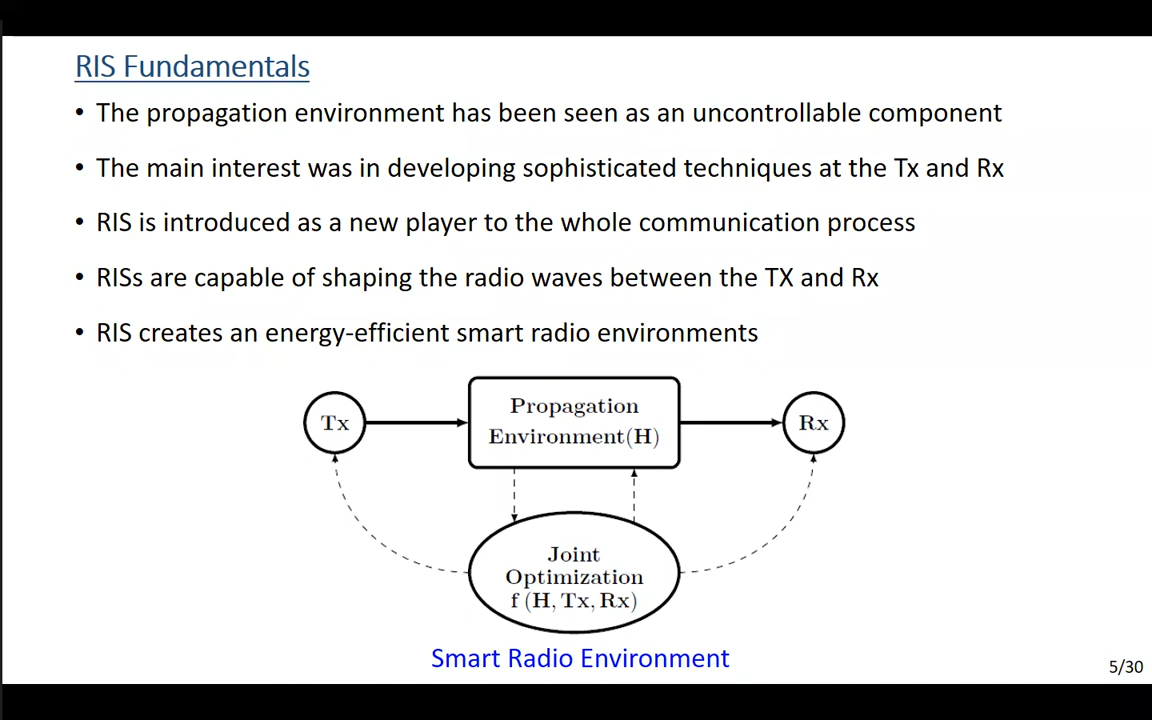 RIS Fundamentals
• The propagation environment has been seen as an uncontrollable component
• The main interest was in developing sophisticated techniques at the Tx and Rx
• RIS is introduced as a new player to the whole communication process
• RISs are capable of shaping the radio waves between the TX and Rx
• RIS creates an energy-efficient smart radio environments
Tx
Propagation
Environment(H)
Rx
Joint
Optimization
f (H, Tx, Rx)
Smart Radio Environment
5/30